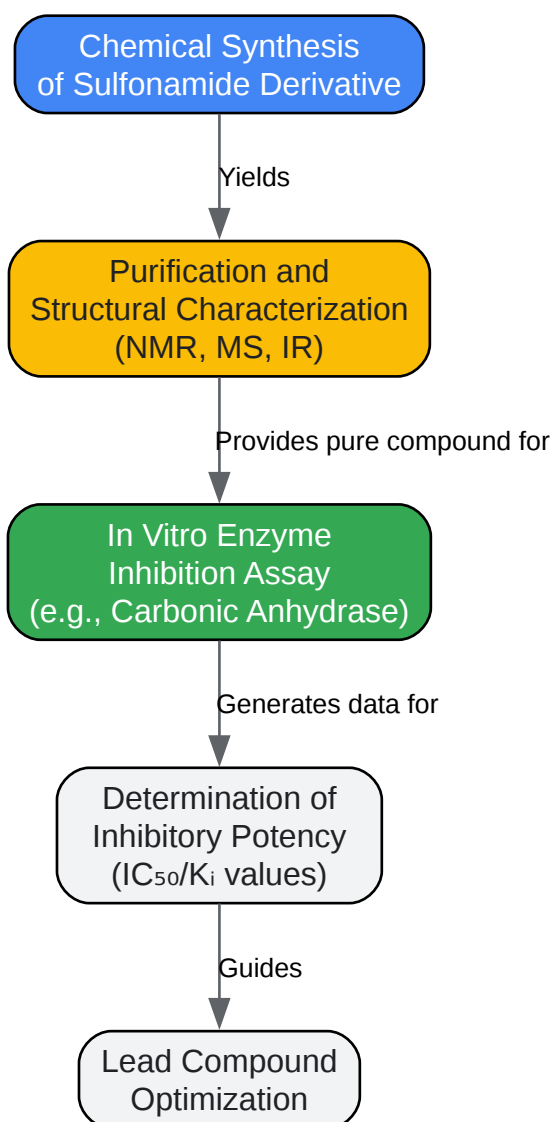 Chemical Synthesis
of Sulfonamide Derivative
Yields
Purification and
Structural Characterization
(NMR, MS, IR)
Provides pure compound for
In Vitro Enzyme
Inhibition Assay
(e.g., Carbonic Anhydrase)
Generates data for
Determination of
Inhibitory Potency
(IC₅₀/Kᵢ values)
Guides
Lead Compound
Optimization